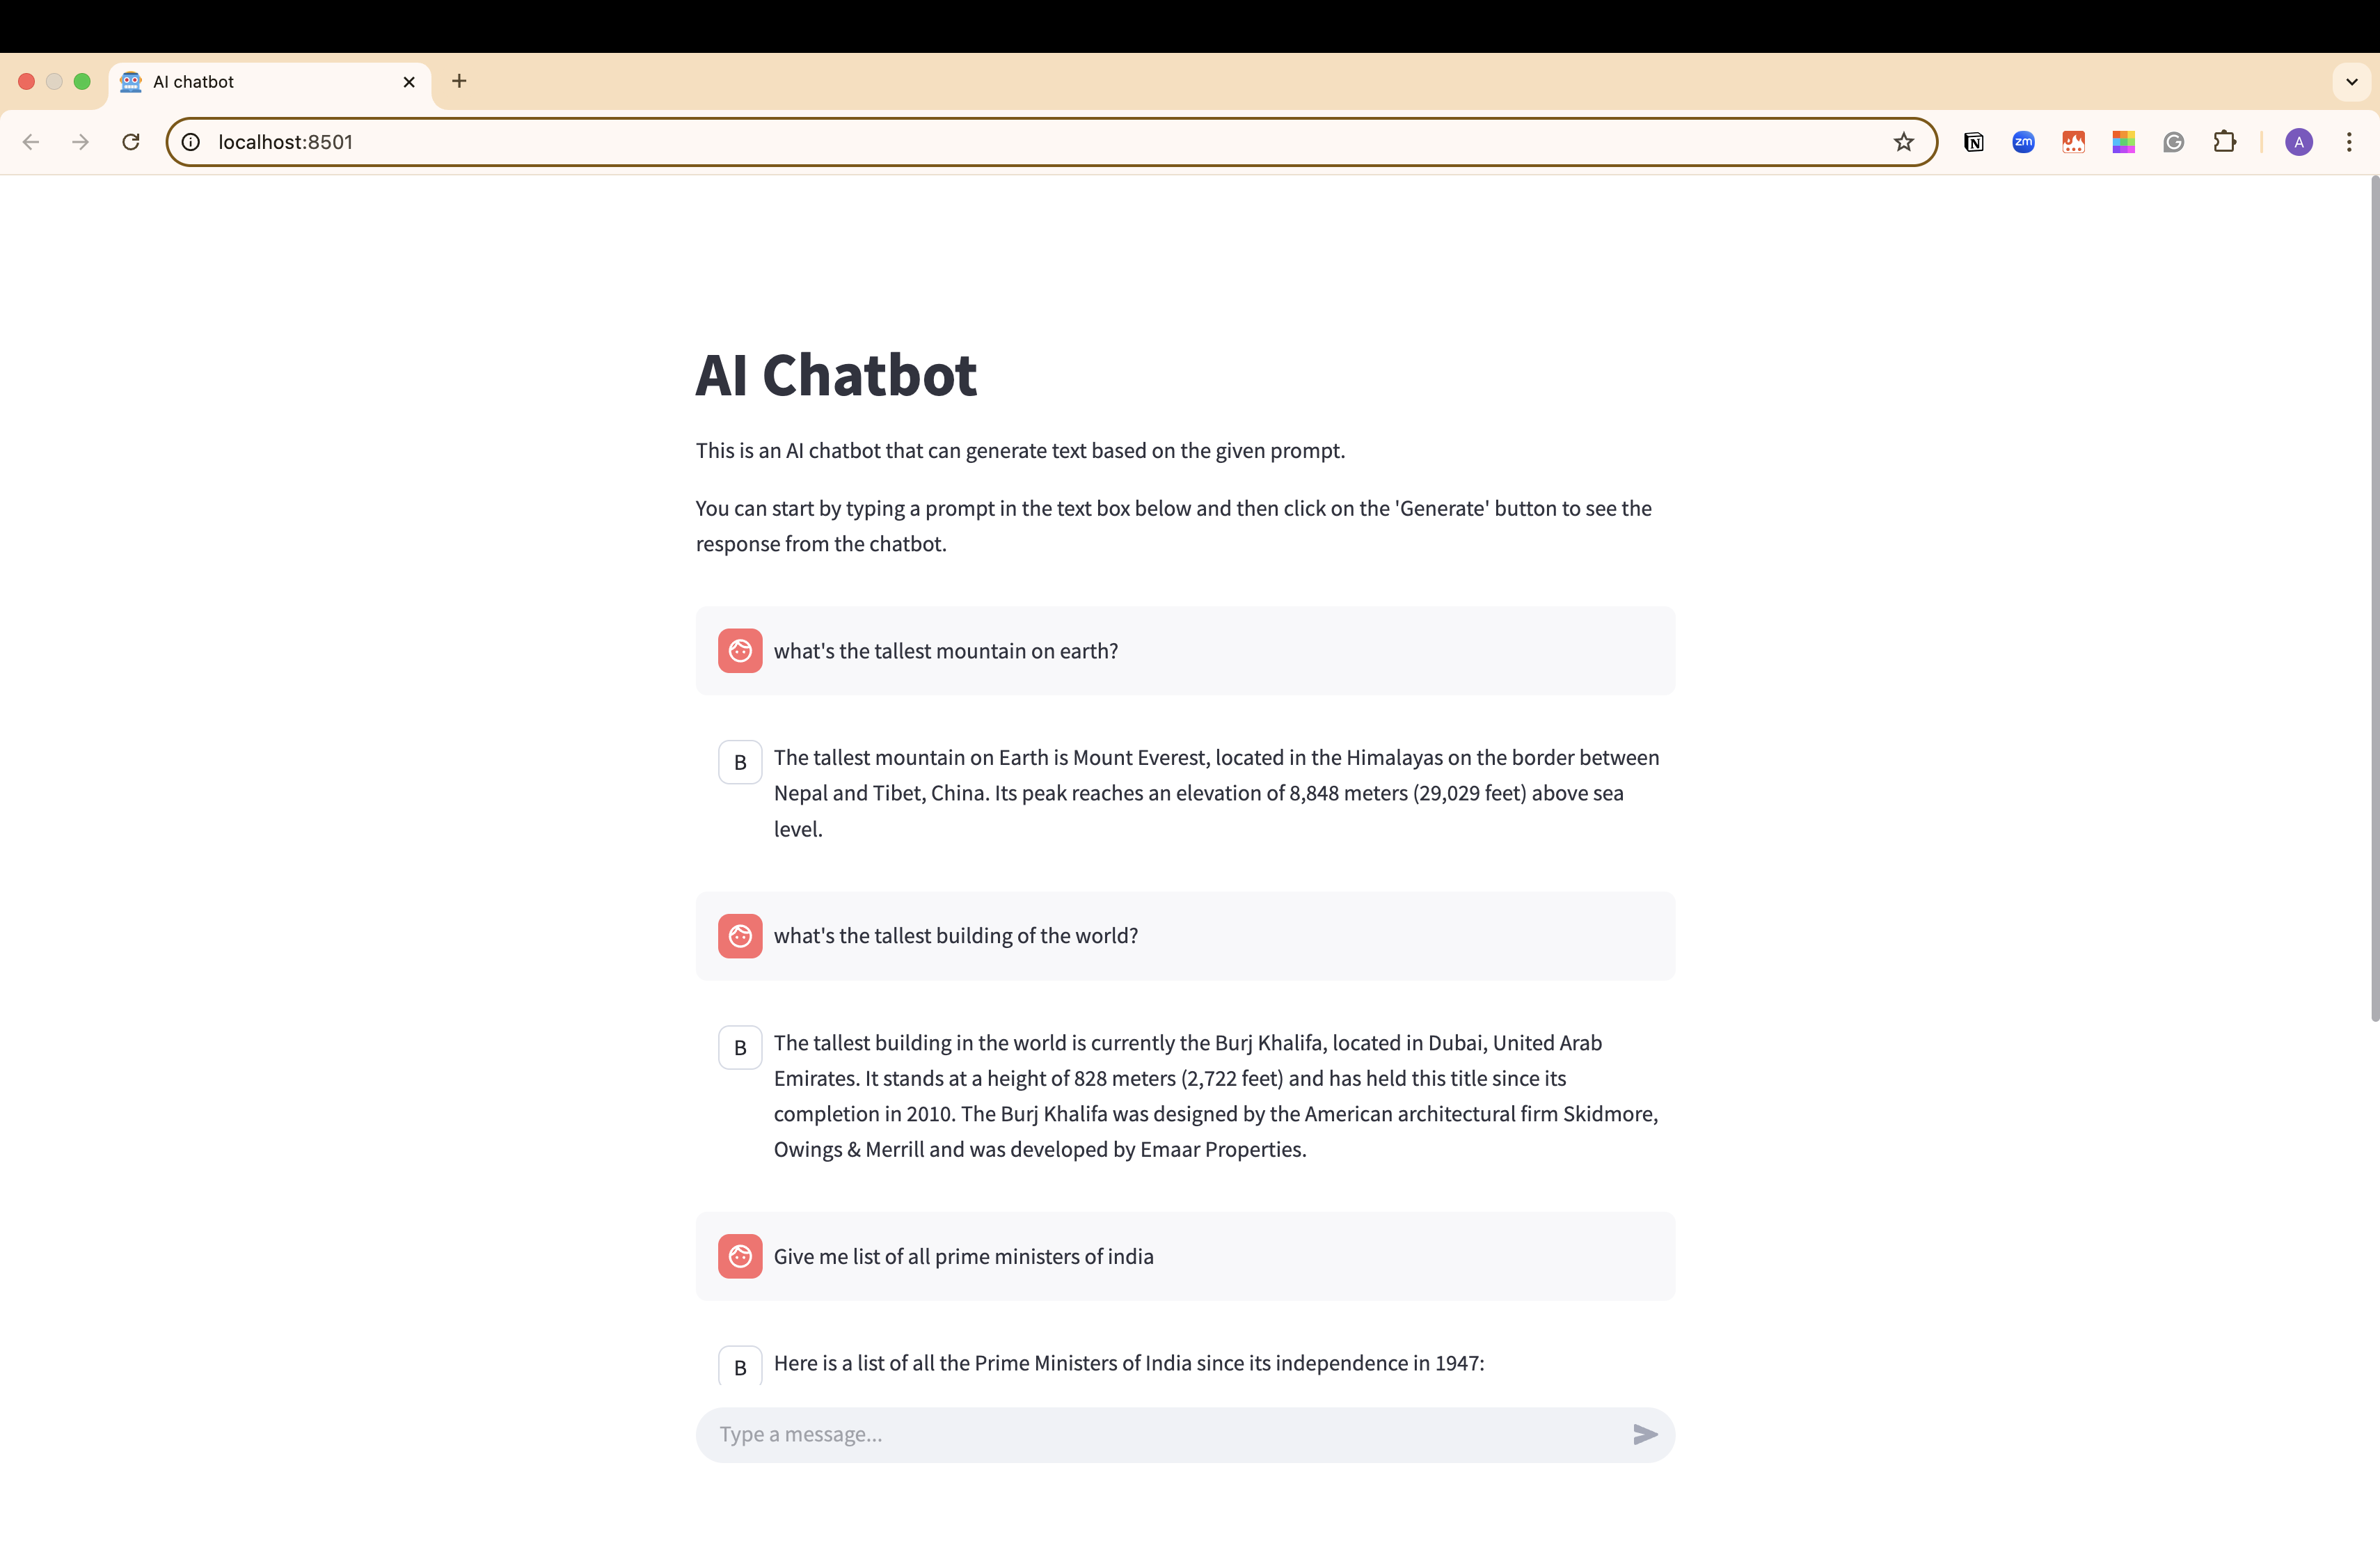 AI chatbot
localhost:8501
zm
A
AI Chatbot
This is an AI chatbot that can generate text based on the given prompt.
You can start by typing a prompt in the text box below and then click on the 'Generate' button to see the
response from the chatbot.
what's the tallest mountain on earth?
B
The tallest mountain on Earth is Mount Everest, located in the Himalayas on the border between
Nepal and Tibet, China. Its peak reaches an elevation of 8,848 meters (29,029 feet) above sea
level.
what's the tallest building of the world?
B
The tallest building in the world is currently the Burj Khalifa, located in Dubai, United Arab
Emirates. It stands at a height of 828 meters (2,722 feet) and has held this title since its
completion in 2010. The Burj Khalifa was designed by the American architectural firm Skidmore,
Owings & Merrill and was developed by Emaar Properties.
Give me list of all prime ministers of india
B
Here is a list of all the Prime Ministers of India since its independence in 1947:
Type a message...